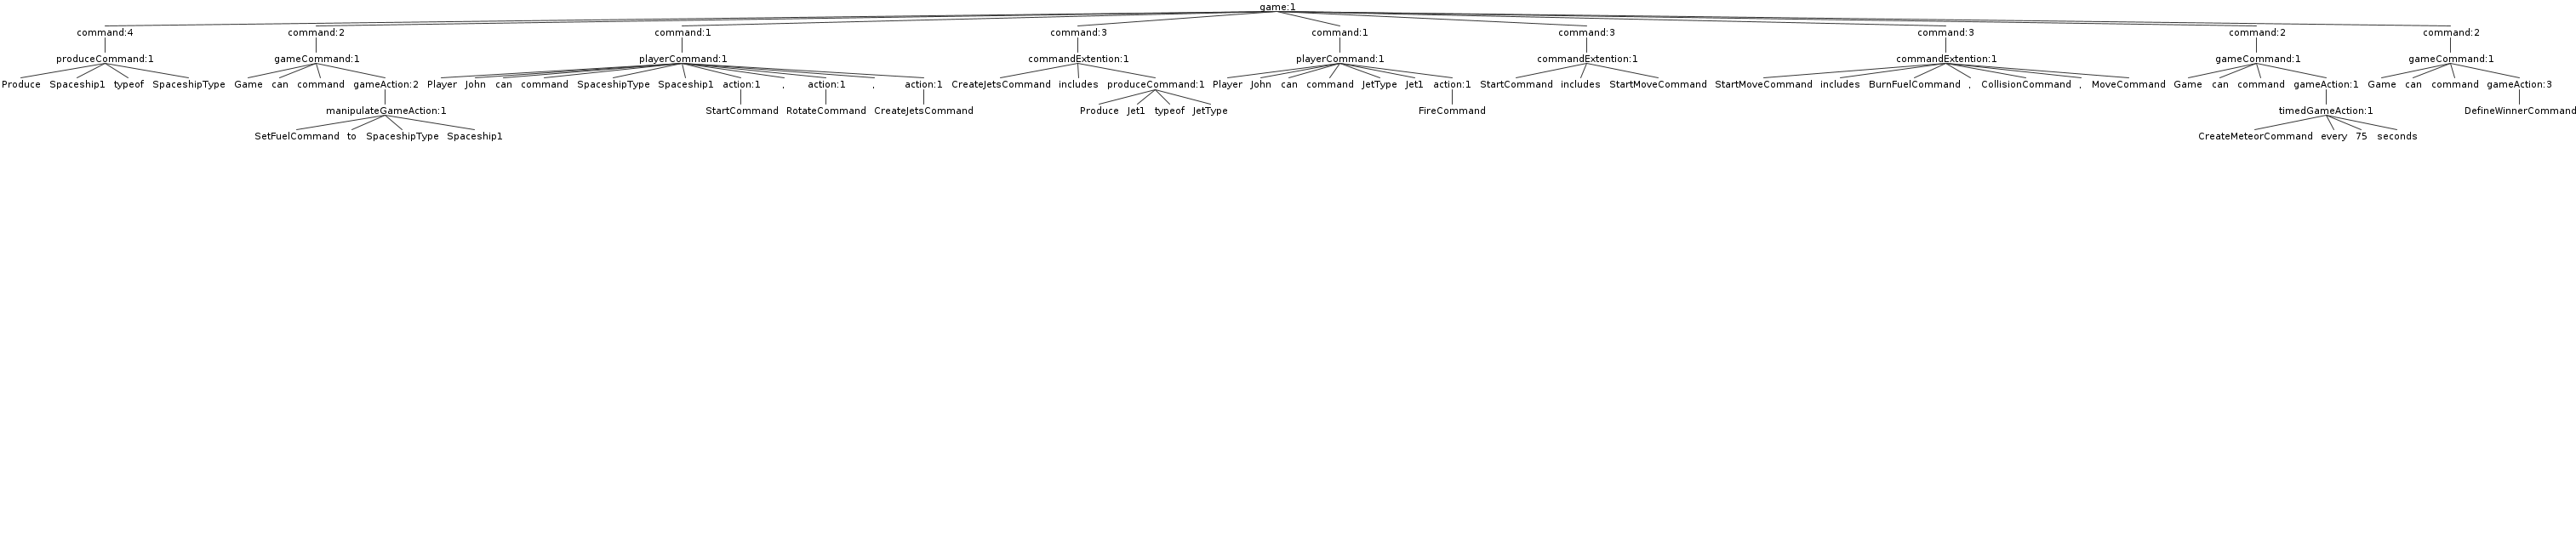 game:1
command:4 command:2 command:1 command:3 command:1 command:3 command:3 command:2 command:2
produceCommand:1 gameCommand:1 playerCommand:1 commandExtention:1 playerCommand:1 commandExtention:1 commandExtention:1 gameCommand:1 gameCommand:1
Produce Spaceship1 typeof SpaceshipType Game can command gameAction:2 Player John can command SpaceshipType Spaceship1 action:1 , action:1 , action:1 CreateJetsCommand includes produceCommand:1 Player John can command JetType Jet1 action:1 StartCommand includes StartMoveCommand StartMoveCommand includes BurnFuelCommand , CollisionCommand , MoveCommand Game can command gameAction:1 Game can command gameAction:3
manipulateGameAction:1 StartCommand RotateCommand CreateJetsCommand Produce Jet1 typeof JetType FireCommand timedGameAction:1 DefineWinnerCommand
SetFuelCommand to SpaceshipType Spaceship1 CreateMeteorCommand every 75 seconds